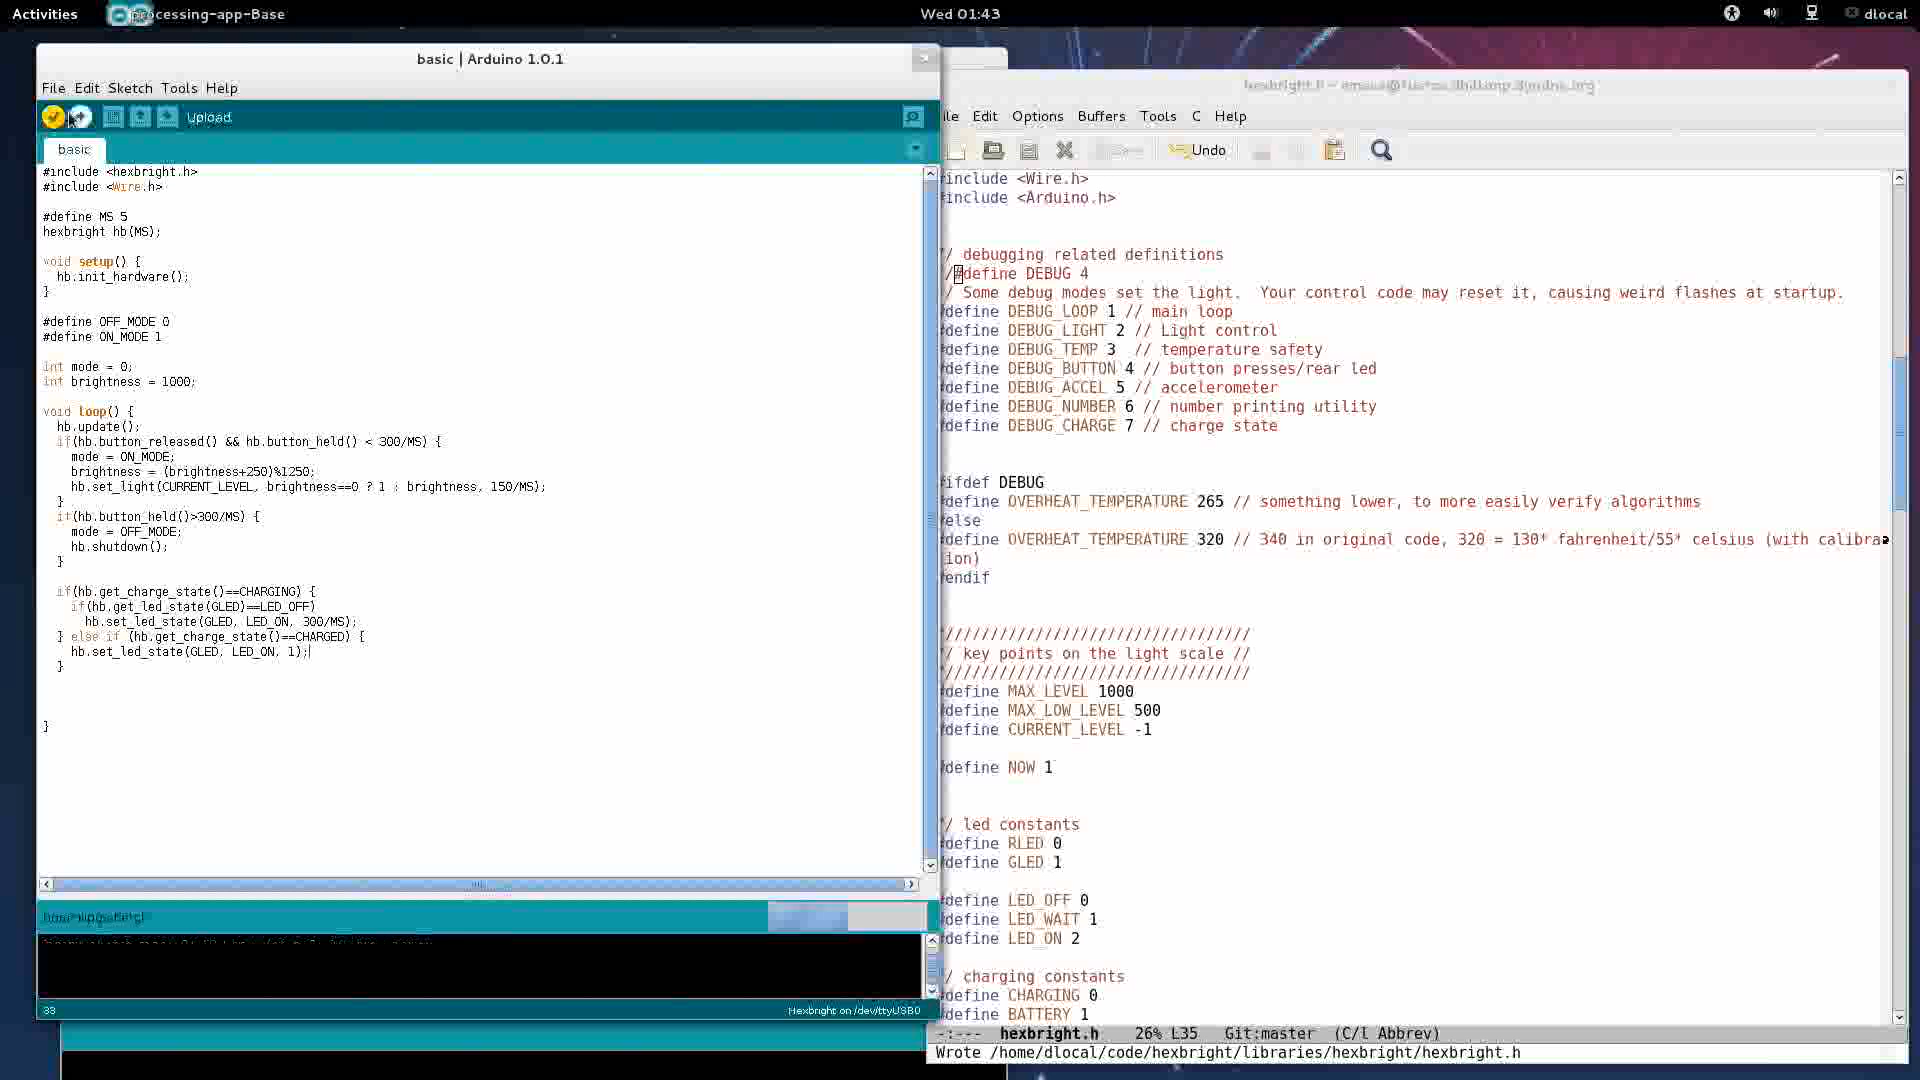 Activities
processing-app-Base
Wed 01:43
dlocal
basic | Arduino 1.0.1
File Edit Sketch Tools Help
Upload
basic
#include <hexbright.h>
#include <Wire.h>
#define MS 5
hexbright hb(MS);
void setup() {
hb.init_hardware();
}
#define OFF_MODE 0
#define ON_MODE 1
int mode = 0;
int brightness = 1000;
void loop() {
hb.update();
if(hb.button_released() && hb.button_held() < 300/MS) {
mode = ON_MODE;
brightness = (brightness+250)%1250;
hb.set_light(CURRENT_LEVEL, brightness==0 ? 1 : brightness, 150/MS);
}
if(hb.button_held()>300/MS) {
mode = OFF_MODE;
hb.shutdown();
}
if(hb.get_charge_state()==CHARGING) {
if(hb.get_led_state(GLED)==LED_OFF)
hb.set_led_state(GLED, LED_ON, 300/MS);
} else if (hb.get_charge_state()==CHARGED) {
hb.set_led_state(GLED, LED_ON, 1);
}
}
33
Hexbright on /dev/ttyUSB0
ile Edit Options Buffers Tools C Help
Undo
include <Wire.h>
#include <Arduino.h>
/ debugging related definitions
/#define DEBUG 4
/ Some debug modes set the light.  Your control code may reset it, causing weird flashes at startup.
define DEBUG_LOOP 1 // main loop
define DEBUG_LIGHT 2 // Light control
define DEBUG_TEMP 3  // temperature safety
define DEBUG_BUTTON 4 // button presses/rear led
define DEBUG_ACCEL 5 // accelerometer
define DEBUG_NUMBER 6 // number printing utility
define DEBUG_CHARGE 7 // charge state
ifdef DEBUG
define OVERHEAT_TEMPERATURE 265 // something lower, to more easily verify algorithms
else
define OVERHEAT_TEMPERATURE 320 // 340 in original code, 320 = 130* fahrenheit/55* celsius (with calibra
ion)
endif
//////////////////////////////////
/ key points on the light scale //
//////////////////////////////////
define MAX_LEVEL 1000
define MAX_LOW_LEVEL 500
define CURRENT_LEVEL -1
define NOW 1
/ led constants
define RLED 0
define GLED 1
define LED_OFF 0
define LED_WAIT 1
define LED_ON 2
/ charging constants
define CHARGING 0
define BATTERY 1
-:--- hexbright.h 26% L35 Git:master (C/l Abbrev)
Wrote /home/dlocal/code/hexbright/libraries/hexbright/hexbright.h